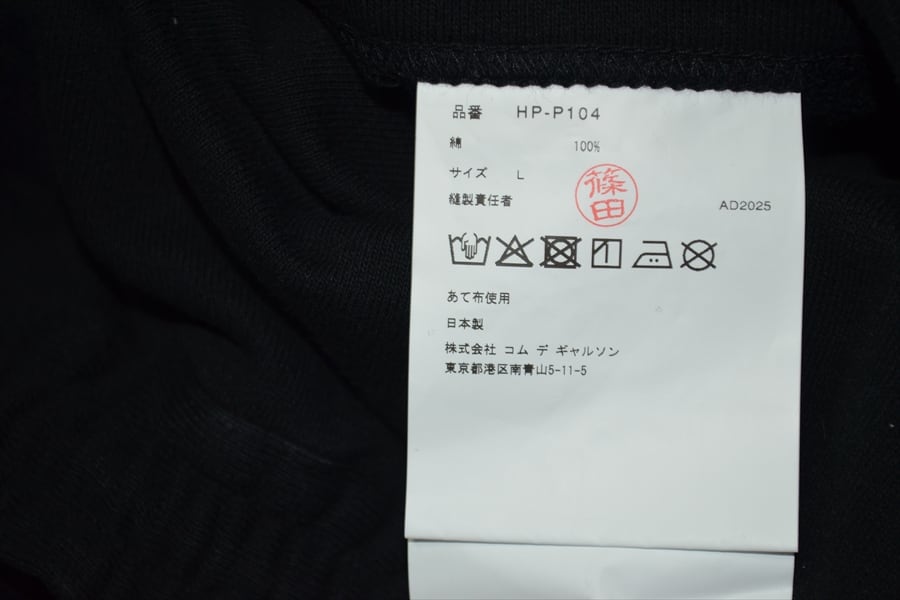 品番 HP-P104
綿 100%
サイズ L
縫製責任者 篠田 AD2025
あて布使用
日本製
株式会社 コム デ ギャルソン
東京都港区南青山5-11-5